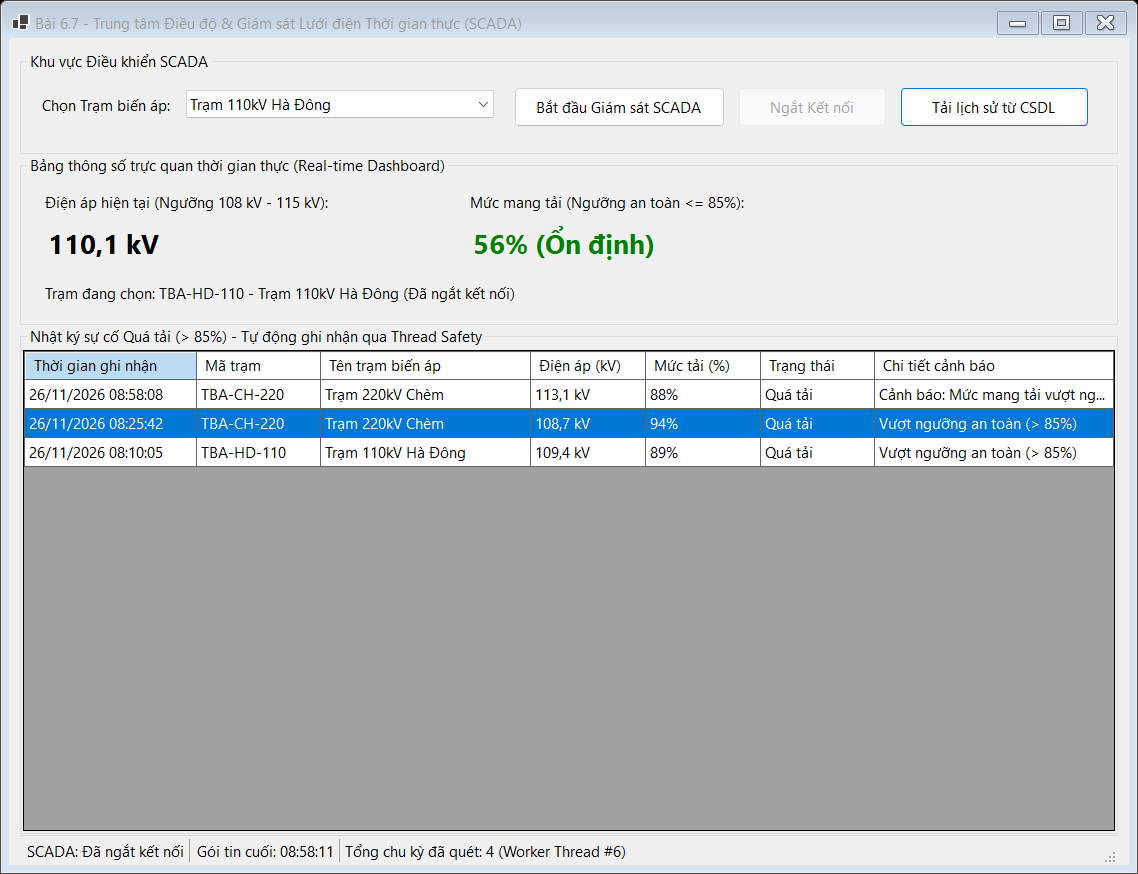 Bài 6.7 - Trung tâm Điều độ & Giám sát Lưới điện Thời gian thực (SCADA)
Khu vực Điều khiển SCADA
Chọn Trạm biến áp: Trạm 110kV Hà Đông Bắt đầu Giám sát SCADA Ngắt Kết nối Tải lịch sử từ CSDL
Bảng thông số trực quan thời gian thực (Real-time Dashboard)
Điện áp hiện tại (Ngưỡng 108 kV - 115 kV): Mức mang tải (Ngưỡng an toàn <= 85%):
110,1 kV 56% (Ổn định)
Trạm đang chọn: TBA-HD-110 - Trạm 110kV Hà Đông (Đã ngắt kết nối)
Nhật ký sự cố Quá tải (> 85%) - Tự động ghi nhận qua Thread Safety
Thời gian ghi nhận Mã trạm Tên trạm biến áp Điện áp (kV) Mức tải (%) Trạng thái Chi tiết cảnh báo
26/11/2026 08:58:08 TBA-CH-220 Trạm 220kV Chèm 113,1 kV 88% Quá tải Cảnh báo: Mức mang tải vượt ng...
26/11/2026 08:25:42 TBA-CH-220 Trạm 220kV Chèm 108,7 kV 94% Quá tải Vượt ngưỡng an toàn (> 85%)
26/11/2026 08:10:05 TBA-HD-110 Trạm 110kV Hà Đông 109,4 kV 89% Quá tải Vượt ngưỡng an toàn (> 85%)
SCADA: Đã ngắt kết nối Gói tin cuối: 08:58:11 Tổng chu kỳ đã quét: 4 (Worker Thread #6)